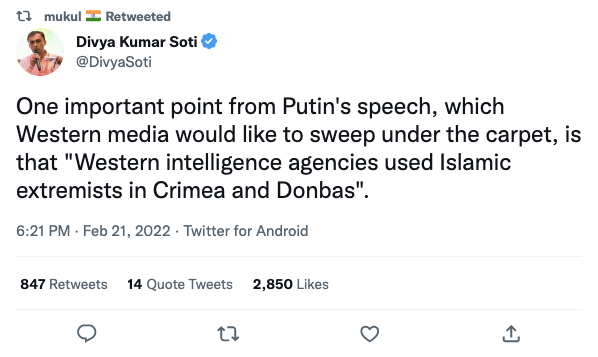 mukul 🇮🇳 Retweeted
Divya Kumar Soti
@DivyaSoti
One important point from Putin's speech, which
Western media would like to sweep under the carpet, is
that "Western intelligence agencies used Islamic
extremists in Crimea and Donbas".
6:21 PM · Feb 21, 2022 · Twitter for Android
847 Retweets 14 Quote Tweets 2,850 Likes